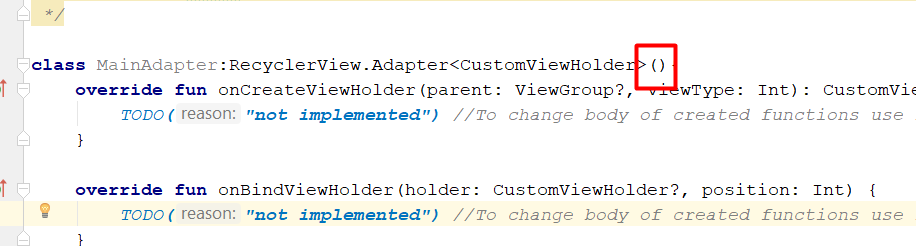 */
class MainAdapter:RecyclerView.Adapter<CustomViewHolder>(){
override fun onCreateViewHolder(parent: ViewGroup?, viewType: Int): CustomVie
TODO( reason: "not implemented") //To change body of created functions use
}
override fun onBindViewHolder(holder: CustomViewHolder?, position: Int) {
TODO( reason: "not implemented") //To change body of created functions use
}